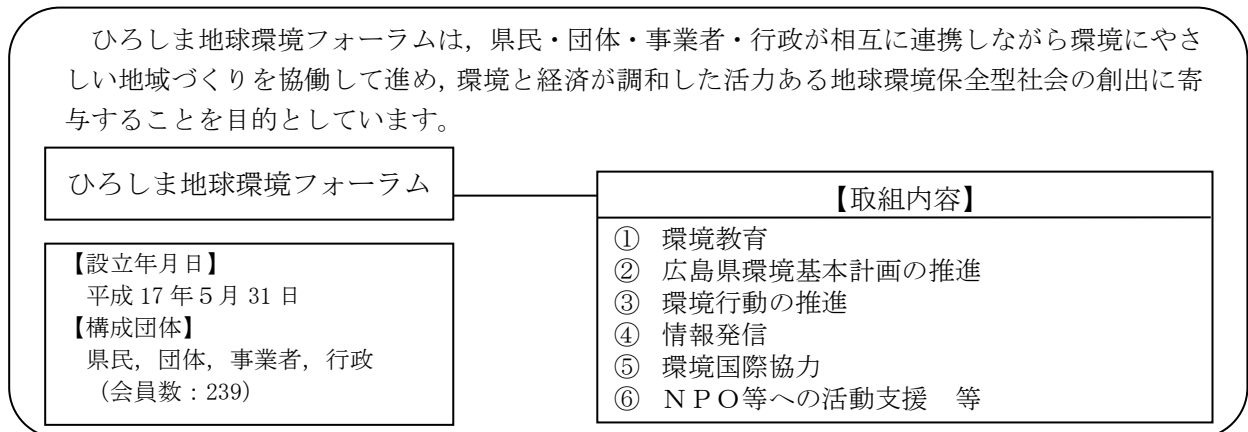 ひろしま地球環境フォーラムは，県民・団体・事業者・行政が相互に連携しながら環境にやさ
しい地域づくりを協働して進め，環境と経済が調和した活力ある地球環境保全型社会の創出に寄
与することを目的としています。
ひろしま地球環境フォーラム
【設立年月日】
平成 17 年５月 31 日
【構成団体】
県民，団体，事業者，行政
（会員数：239）
【取組内容】
① 環境教育
② 広島県環境基本計画の推進
③ 環境行動の推進
④ 情報発信
⑤ 環境国際協力
⑥ ＮＰＯ等への活動支援　等